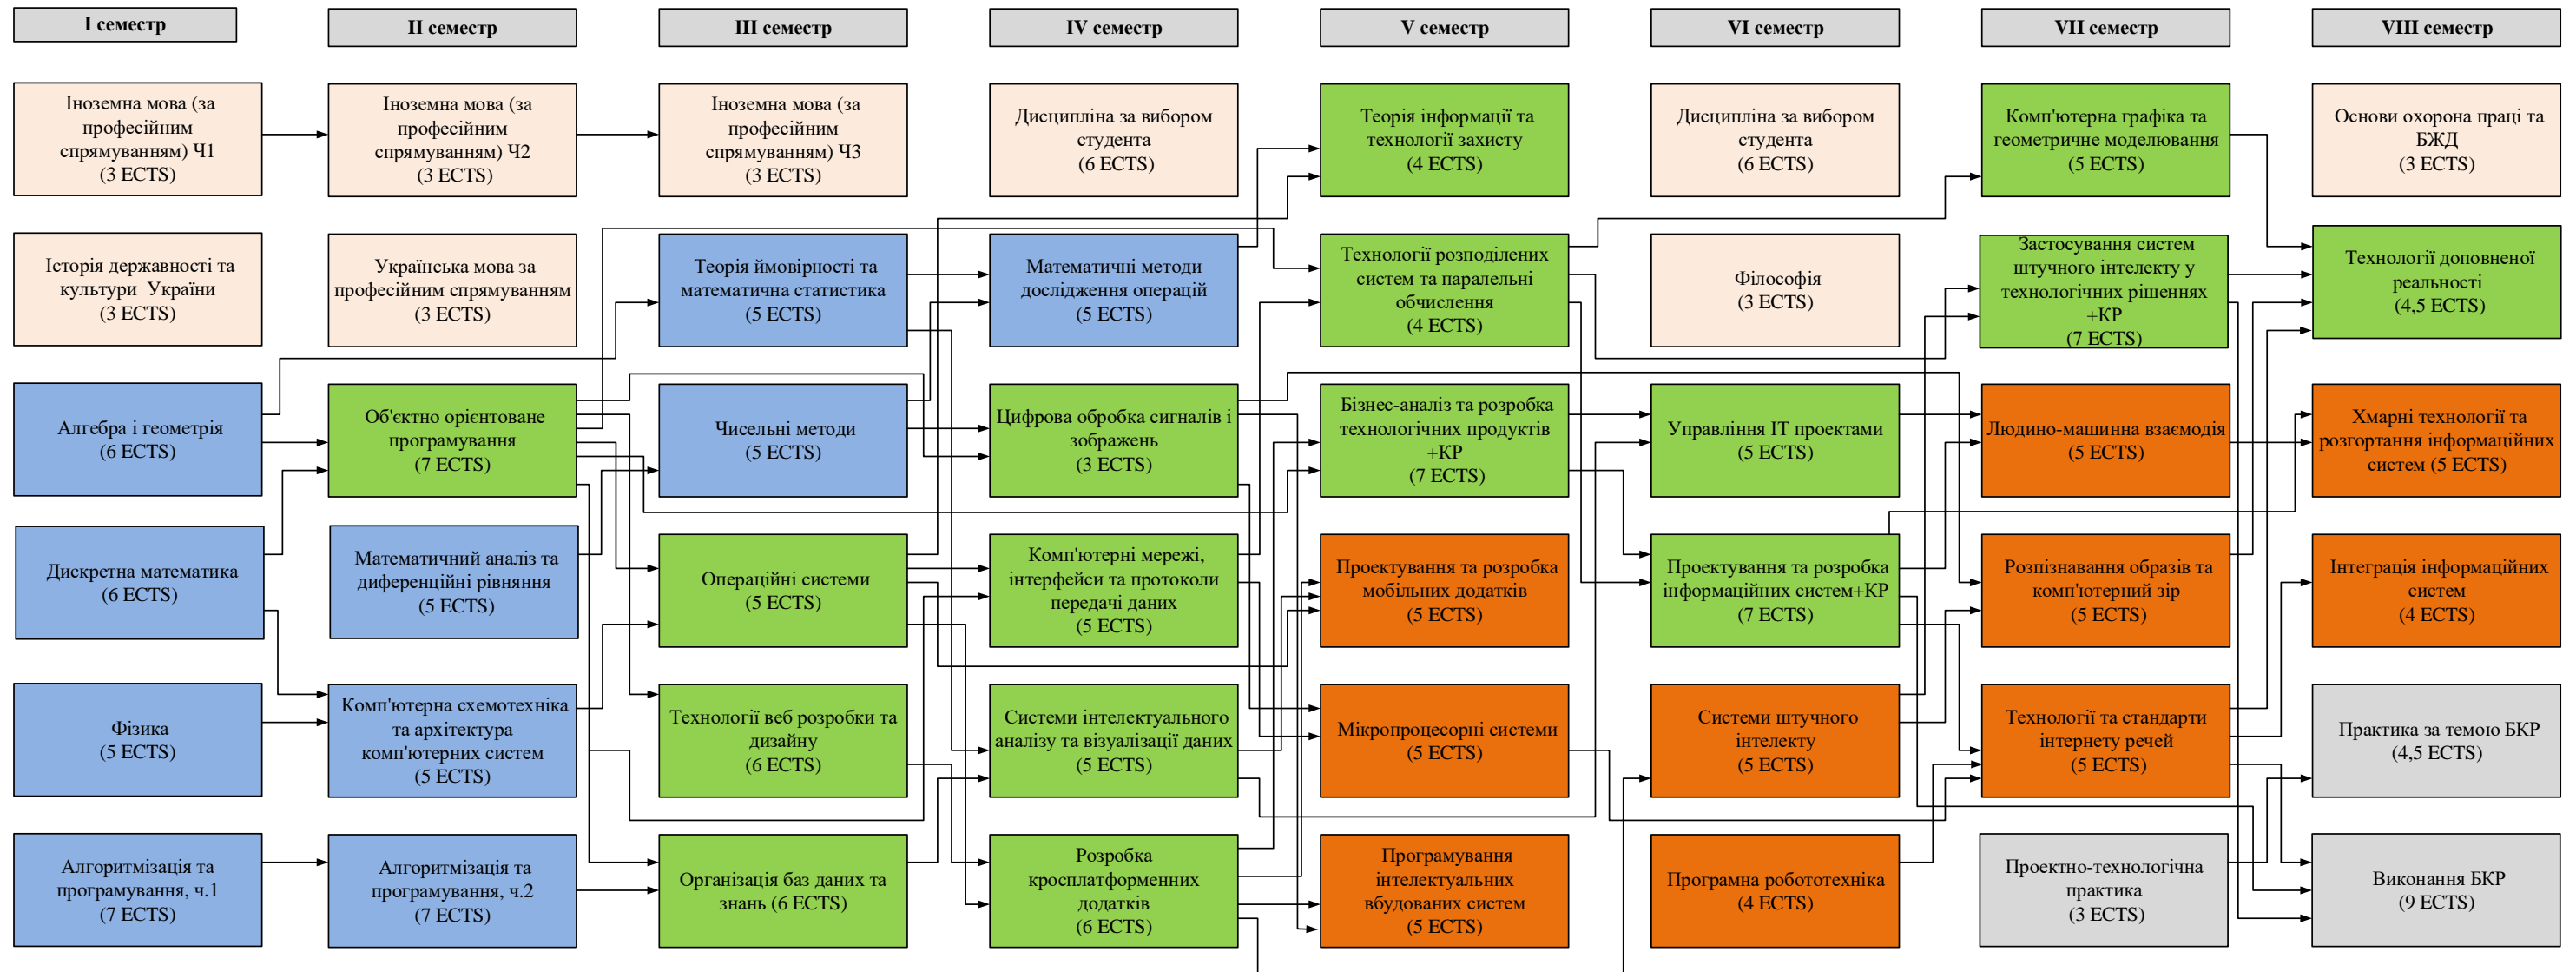 I семестр
II семестр
III семестр
IV семестр
V семестр
VI семестр
VII семестр
VIII семестр
Іноземна мова (за
професійним
спрямуванням) Ч1
(3 ECTS)
Іноземна мова (за
професійним
спрямуванням) Ч2
(3 ECTS)
Іноземна мова (за
професійним
спрямуванням) Ч3
(3 ECTS)
Дисципліна за вибором
студента
(6 ECTS)
Теорія інформації та
технології захисту
(4 ECTS)
Дисципліна за вибором
студента
(6 ECTS)
Комп'ютерна графіка та
геометричне моделювання
(5 ECTS)
Основи охорона праці та
БЖД
(3 ECTS)
Історія державності та
культури України
(3 ECTS)
Українська мова за
професійним спрямуванням
(3 ECTS)
Теорія ймовірності та
математична статистика
(5 ECTS)
Математичні методи
дослідження операцій
(5 ECTS)
Технології розподілених
систем та паралельні
обчислення
(4 ECTS)
Філософія
(3 ECTS)
Застосування систем
штучного інтелекту у
технологічних рішеннях
+КР
(7 ECTS)
Технології доповненої
реальності
(4,5 ECTS)
Алгебра і геометрія
(6 ECTS)
Об'єктно орієнтоване
програмування
(7 ECTS)
Чисельні методи
(5 ECTS)
Цифрова обробка сигналів і
зображень
(3 ECTS)
Бізнес-аналіз та розробка
технологічних продуктів
+КР
(7 ECTS)
Управління ІТ проектами
(5 ECTS)
Людино-машинна взаємодія
(5 ECTS)
Хмарні технології та
розгортання інформаційних
систем (5 ECTS)
Дискретна математика
(6 ECTS)
Математичний аналіз та
диференційні рівняння
(5 ECTS)
Операційні системи
(5 ECTS)
Комп'ютерні мережі,
інтерфейси та протоколи
передачі даних
(5 ECTS)
Проектування та розробка
мобільних додатків
(5 ECTS)
Проектування та розробка
інформаційних систем+КР
(7 ECTS)
Розпізнавання образів та
комп'ютерний зір
(5 ECTS)
Інтеграція інформаційних
систем
(4 ECTS)
Фізика
(5 ECTS)
Комп'ютерна схемотехніка
та архітектура
комп'ютерних систем
(5 ECTS)
Технології веб розробки та
дизайну
(6 ECTS)
Системи інтелектуального
аналізу та візуалізації даних
(5 ECTS)
Мікропроцесорні системи
(5 ECTS)
Системи штучного
інтелекту
(5 ECTS)
Технології та стандарти
інтернету речей
(5 ECTS)
Практика за темою БКР
(4,5 ECTS)
Алгоритмізація та
програмування, ч.1
(7 ECTS)
Алгоритмізація та
програмування, ч.2
(7 ECTS)
Організація баз даних та
знань (6 ECTS)
Розробка
кросплатформенних
додатків
(6 ECTS)
Програмування
інтелектуальних
вбудованих систем
(5 ECTS)
Програмна робототехніка
(4 ECTS)
Проектно-технологічна
практика
(3 ECTS)
Виконання БКР
(9 ECTS)